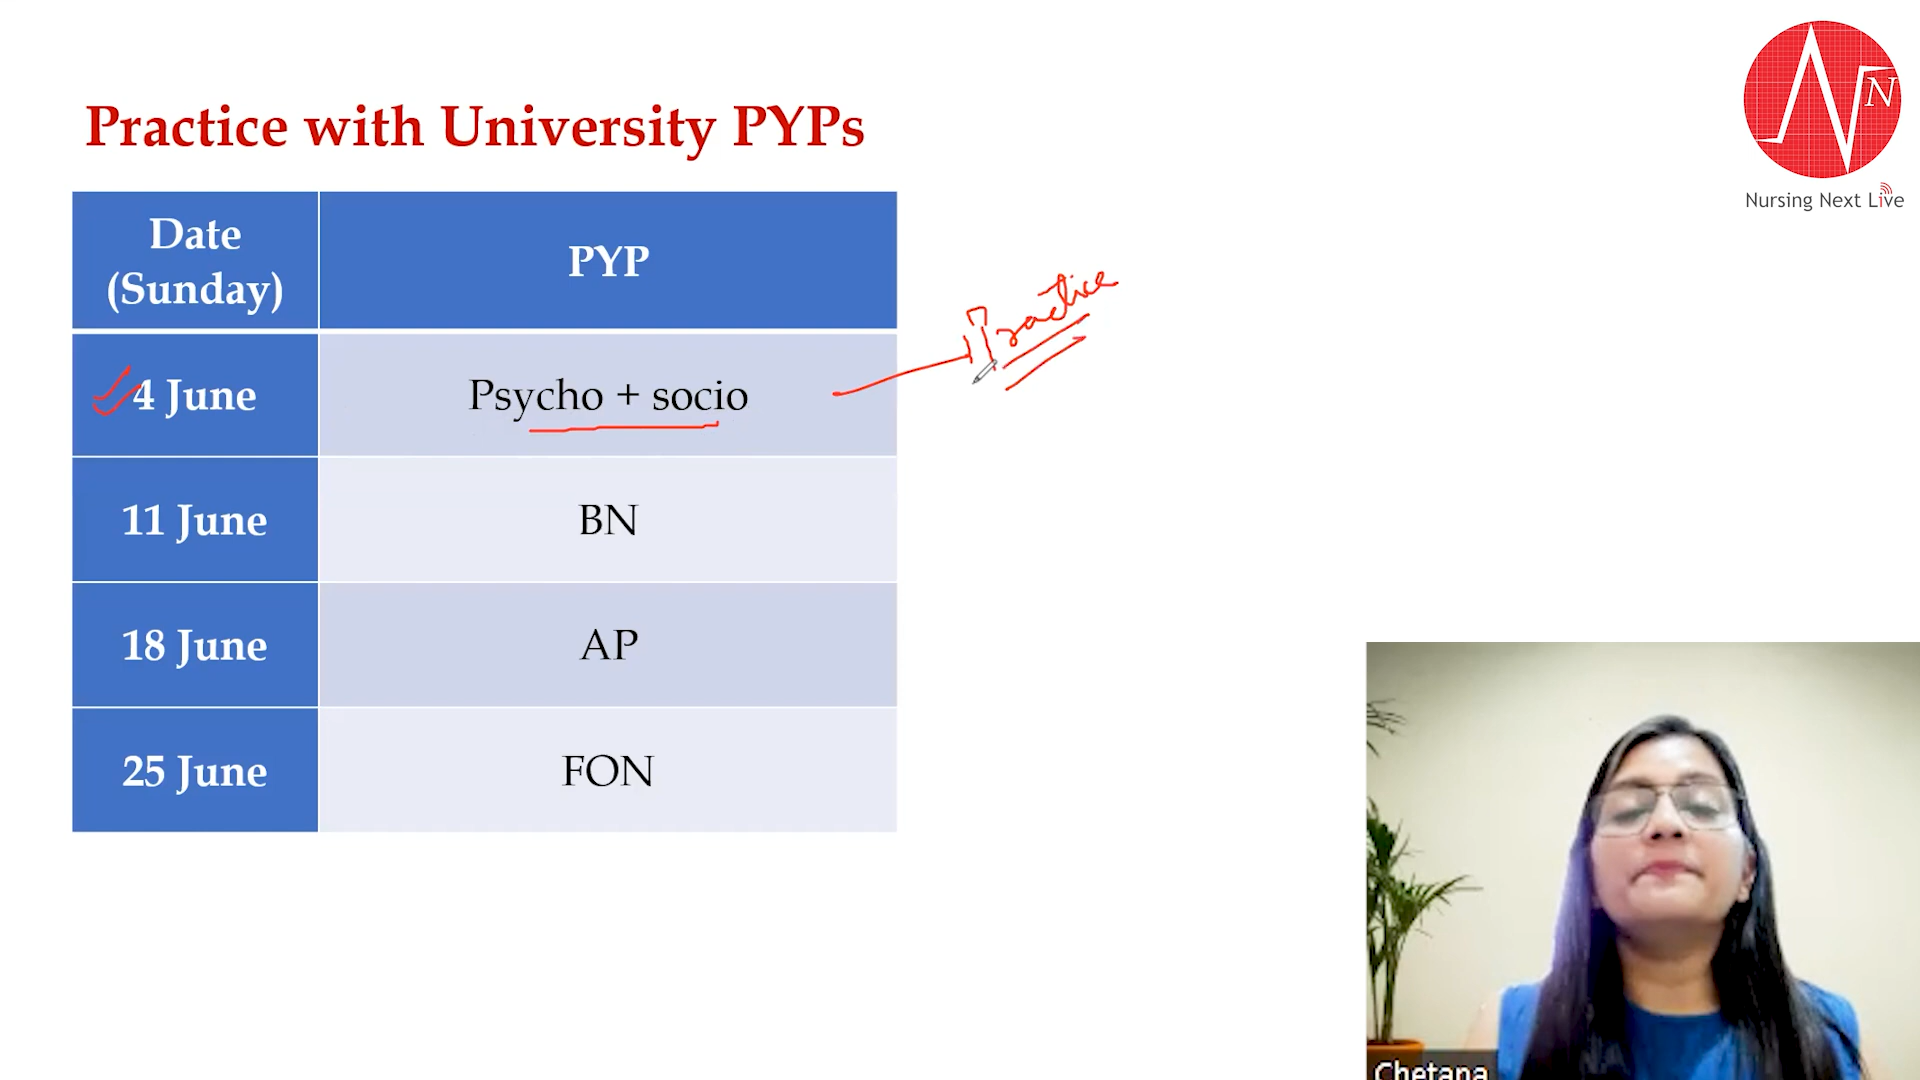 Practice with University PYPs
Date
(Sunday)
PYP
4 June
Psycho + socio
Practice
11 June
BN
18 June
AP
25 June
FON
N
Nursing Next Live
Chetana